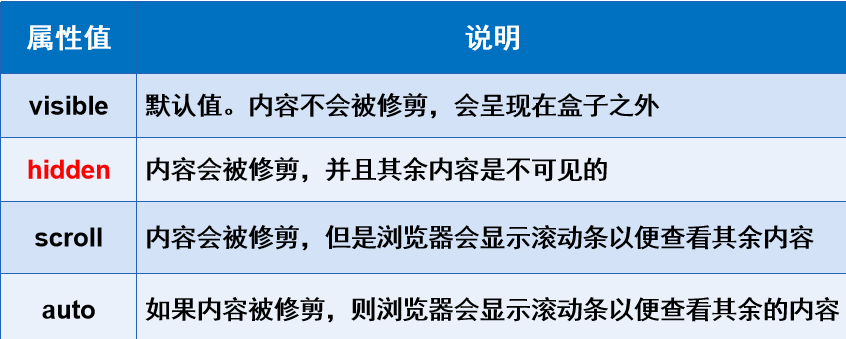 属性值 说明
visible 默认值。内容不会被修剪，会呈现在盒子之外
hidden 内容会被修剪，并且其余内容是不可见的
scroll 内容会被修剪，但是浏览器会显示滚动条以便查看其余内容
auto 如果内容被修剪，则浏览器会显示滚动条以便查看其余的内容